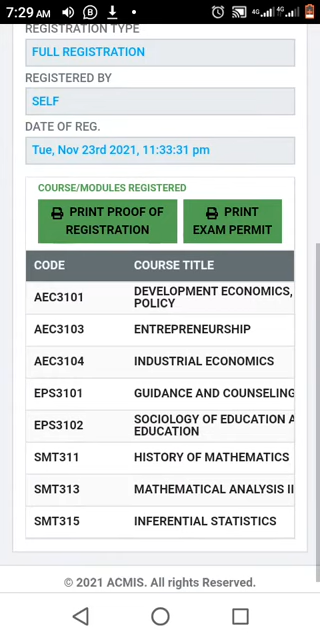 7:29 AM
4G
4G
REGISTRATION TYPE
FULL REGISTRATION
REGISTERED BY
SELF
DATE OF REG.
Tue, Nov 23rd 2021, 11:33:31 pm
COURSE/MODULES REGISTERED
PRINT PROOF OF
REGISTRATION
PRINT
EXAM PERMIT
CODE COURSE TITLE
AEC3101 DEVELOPMENT ECONOMICS,
POLICY
AEC3103 ENTREPRENEURSHIP
AEC3104 INDUSTRIAL ECONOMICS
EPS3101 GUIDANCE AND COUNSELING
EPS3102 SOCIOLOGY OF EDUCATION A
EDUCATION
SMT311 HISTORY OF MATHEMATICS
SMT313 MATHEMATICAL ANALYSIS II
SMT315 INFERENTIAL STATISTICS
© 2021 ACMIS. All rights Reserved.